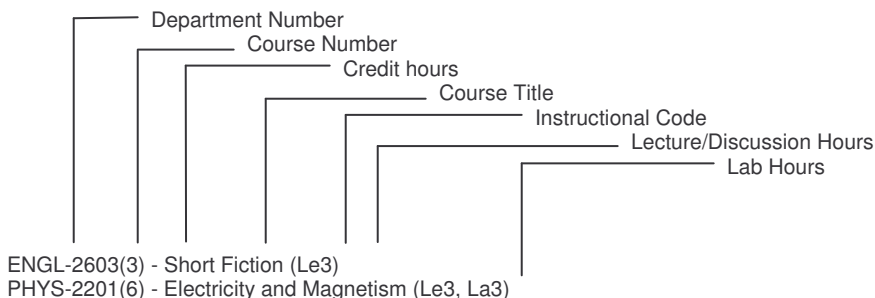 Department Number
Course Number
Credit hours
Course Title
Instructional Code
Lecture/Discussion Hours
Lab Hours
ENGL-2603(3) - Short Fiction (Le3)
PHYS-2201(6) - Electricity and Magnetism (Le3, La3)